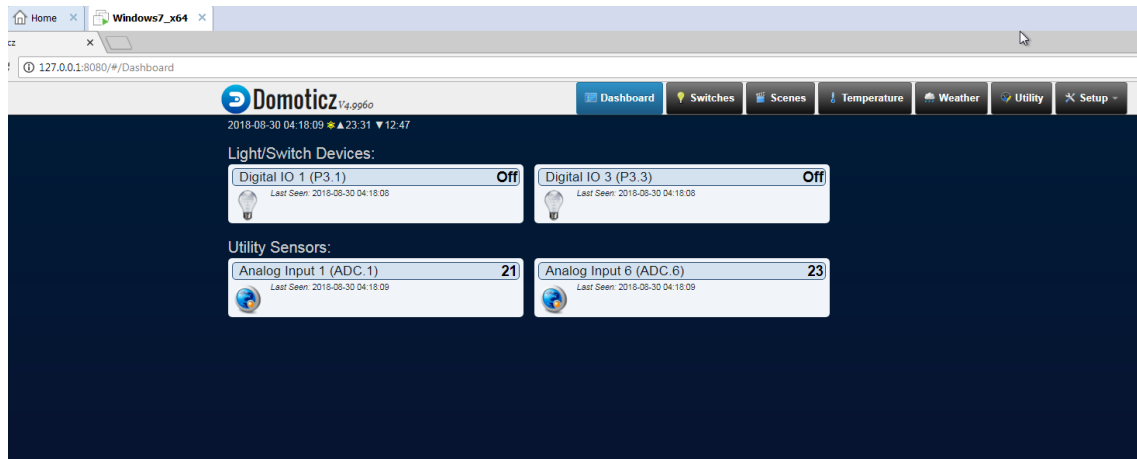 Home × Windows7_x64 ×
cz ×
127.0.0.1:8080/#/Dashboard
Domoticz V4.9960 Dashboard Switches Scenes Temperature Weather Utility Setup
2018-08-30 04:18:09 ☀▲23:31 ▼12:47
Light/Switch Devices:
Digital IO 1 (P3.1) Off Digital IO 3 (P3.3) Off
Last Seen: 2018-08-30 04:18:08 Last Seen: 2018-08-30 04:18:08
Utility Sensors:
Analog Input 1 (ADC.1) 21 Analog Input 6 (ADC.6) 23
Last Seen: 2018-08-30 04:18:09 Last Seen: 2018-08-30 04:18:09